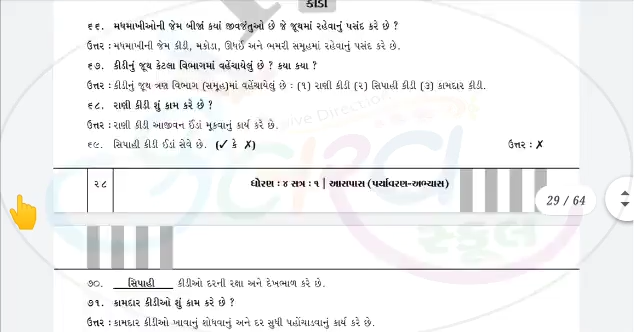 કીડી
૬૬. મધમાખીઓની જેમ બીજાં કયાં જીવજંતુઓ છે જે જૂથમાં રહેવાનું પસંદ કરે છે ?
ઉત્તર : મધમાખીની જેમ કીડી, મકોડા, ઊધઈ અને ભમરી સમૂહમાં રહેવાનું પસંદ કરે છે.
૬૭. કીડીનું જૂથ કેટલા વિભાગમાં વહેંચાયેલું છે ? કયા કયા ?
ઉત્તર : કીડીનું જૂથ ત્રણ વિભાગ (સમૂહ)માં વહેંચાયેલું છે : (૧) રાણી કીડી (૨) સિપાહી કીડી (૩) કામદાર કીડી.
૬૮. રાણી કીડી શું કામ કરે છે ?
ઉત્તર : રાણી કીડી આજીવન ઈંડાં મૂકવાનું કાર્ય કરે છે.
૬૯. સિપાહી કીડી ઈંડાં સેવે છે. (✓ કે ✗) ઉત્તર : ✗
૨૮ ધોરણ : ૪ સત્ર : ૧ | આસપાસ (પર્યાવરણ-અભ્યાસ)
29 / 64
૭૦. સિપાહી કીડીઓ દરની રક્ષા અને દેખભાળ કરે છે.
૭૧. કામદાર કીડીઓ શું કામ કરે છે ?
ઉત્તર : કામદાર કીડીઓ ખાવાનું શોધવાનું અને દર સુધી પહોંચાડવાનું કાર્ય કરે છે.